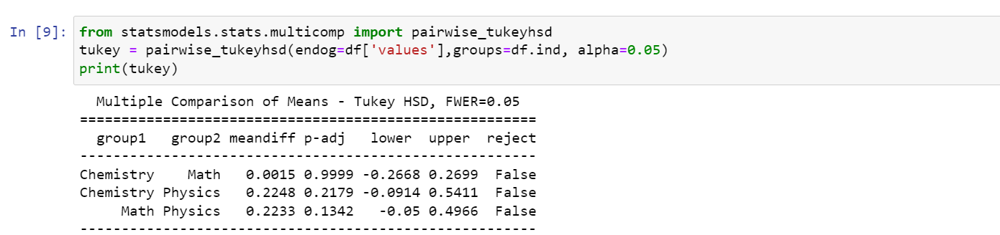 In [9]: from statsmodels.stats.multicomp import pairwise_tukeyhsd
tukey = pairwise_tukeyhsd(endog=df['values'],groups=df.ind, alpha=0.05)
print(tukey)
Multiple Comparison of Means - Tukey HSD, FWER=0.05
=======================================================
group1 group2 meandiff p-adj lower upper reject
-------------------------------------------------------
Chemistry Math 0.0015 0.9999 -0.2668 0.2699 False
Chemistry Physics 0.2248 0.2179 -0.0914 0.5411 False
Math Physics 0.2233 0.1342 -0.05 0.4966 False
-------------------------------------------------------